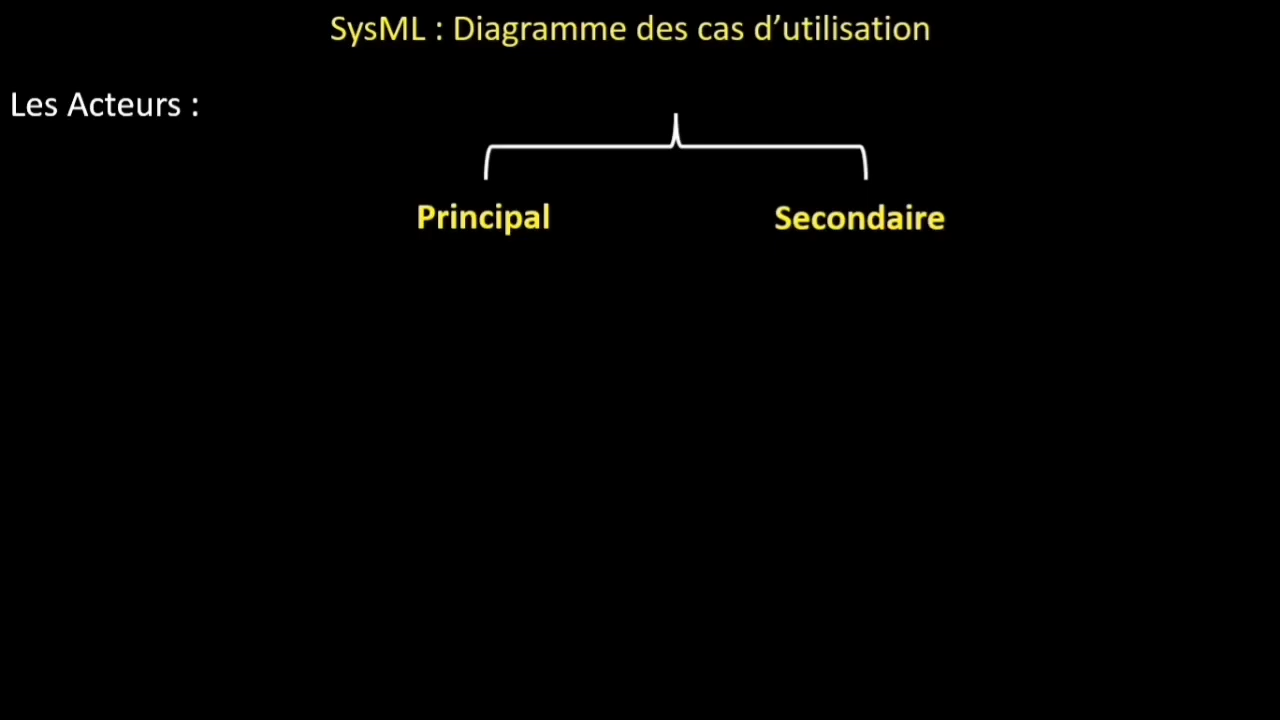 SysML : Diagramme des cas d’utilisation
Les Acteurs :
Principal
Secondaire